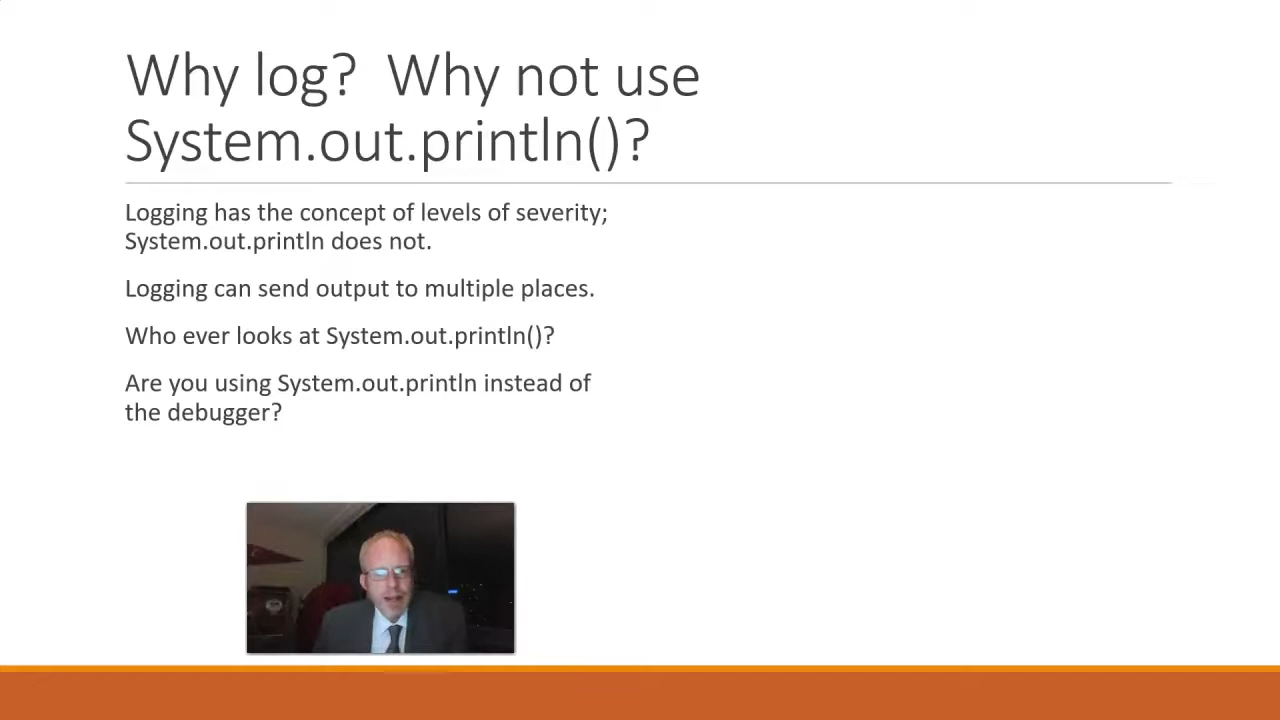 Why log?  Why not use
System.out.println()?
Logging has the concept of levels of severity;
System.out.println does not.
Logging can send output to multiple places.
Who ever looks at System.out.println()?
Are you using System.out.println instead of
the debugger?